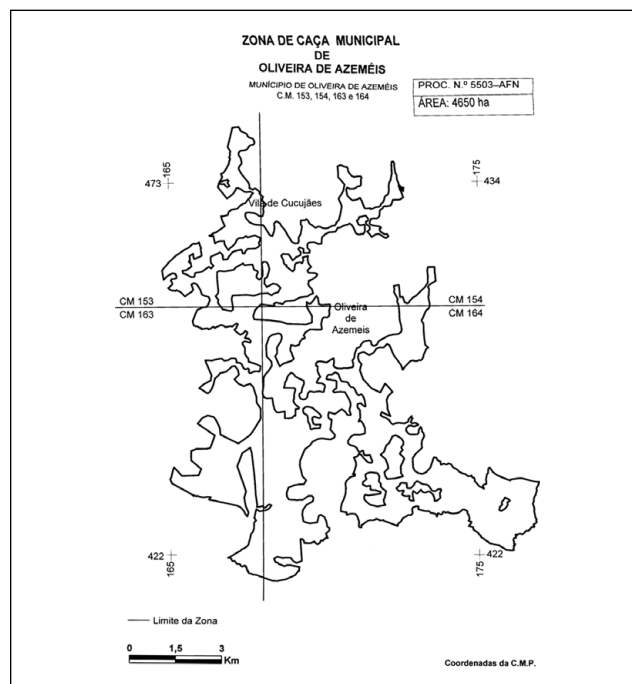 ZONA DE CAÇA MUNICIPAL
DE
OLIVEIRA DE AZEMÉIS
MUNÍCIPIO DE OLIVEIRA DE AZEMÉIS
C.M. 153, 154, 163 e 164
PROC. N.º 5503–AFN
ÁREA: 4650 ha
165
473
175
434
Vila de Cucujães
CM 153
CM 154
CM 163
CM 164
Oliveira
de
Azemeis
422
165
422
175
Limite da Zona
0 1,5 3
Km
Coordenadas da C.M.P.